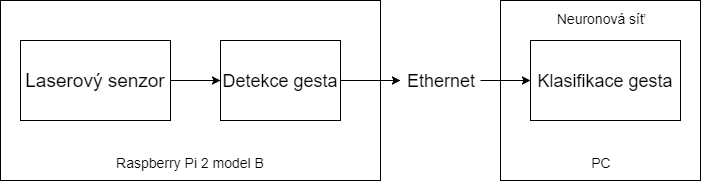 Neuronová síť
Laserový senzor
Detekce gesta
Ethernet
Klasifikace gesta
Raspberry Pi 2 model B
PC